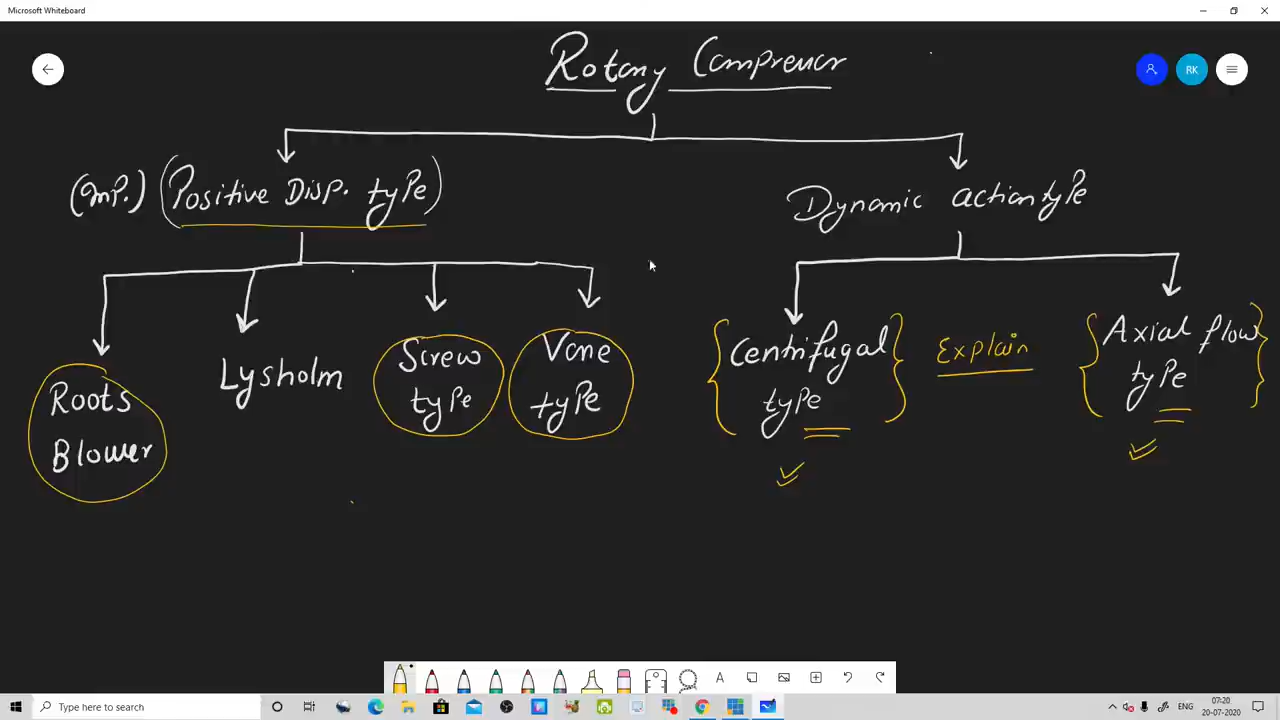 Microsoft Whiteboard
Rotary Compressor
RK
(Imp.) (Positive Disp. type)
Dynamic action type
Roots
Blower
Lysholm
Screw
type
Vane
type
Centrifugal
type
Explain
Axial flow
type
Type here to search
ENG
07:20
20-07-2020